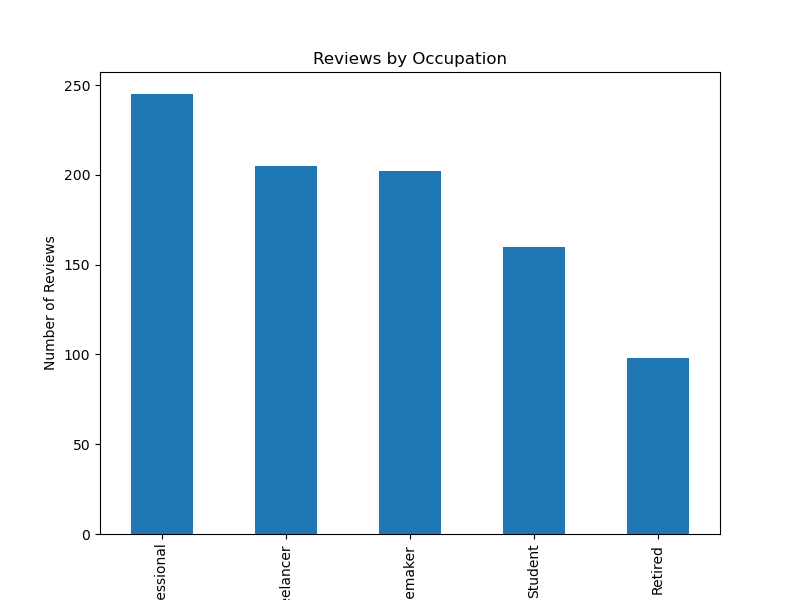 Reviews by Occupation
Number of Reviews
250
200
150
100
50
0
essional
elancer
emaker
Student
Retired